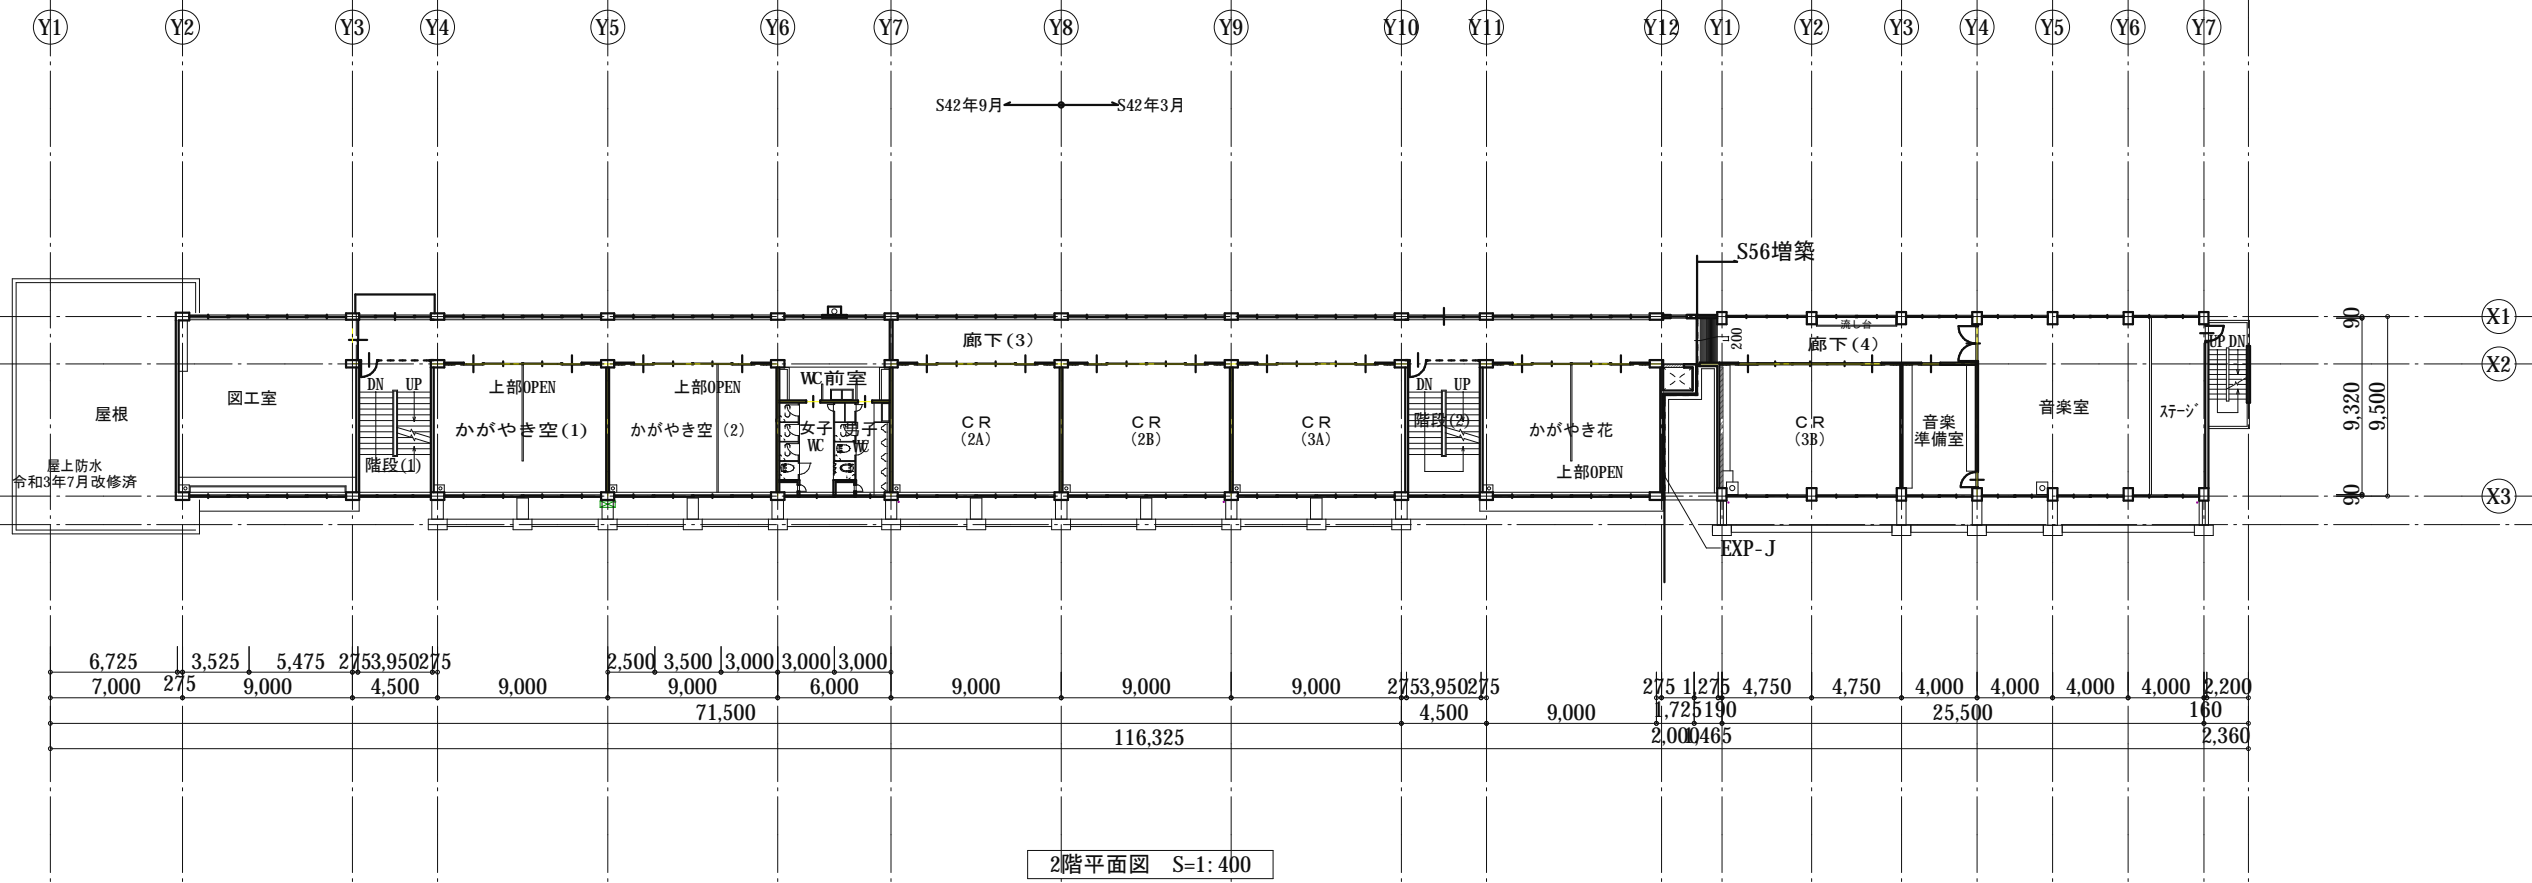 Y1 Y2 Y3 Y4 Y5 Y6 Y7 Y8 Y9 Y10 Y11 Y12 Y1 Y2 Y3 Y4 Y5 Y6 Y7
S42年9月 S42年3月
S56増築
X1
X2
X3
90
9,320
9,500
90
200
廊下(3)
廊下(4)
流し台
UP DN
屋根
屋上防水
令和3年7月改修済
図工室
DN UP
階段(1)
上部OPEN
かがやき空(1)
上部OPEN
かがやき空(2)
WC前室
女子
WC
男子
WC
CR
(2A)
CR
(2B)
CR
(3A)
DN UP
階段(2)
かがやき花
上部OPEN
CR
(3B)
音楽
準備室
音楽室
ステージ
EXP-J
6,725 3,525 5,475 275 3,950 275 2,500 3,500 3,000 3,000 3,000
7,000 275 9,000 4,500 9,000 9,000 6,000 9,000 9,000 9,000 275 3,950 275 275 1,275 4,750 4,750 4,000 4,000 4,000 4,000 2,200
71,500 4,500 9,000 1,725 190 25,500 160
116,325 2,000 1,465 2,360
2階平面図 S=1:400